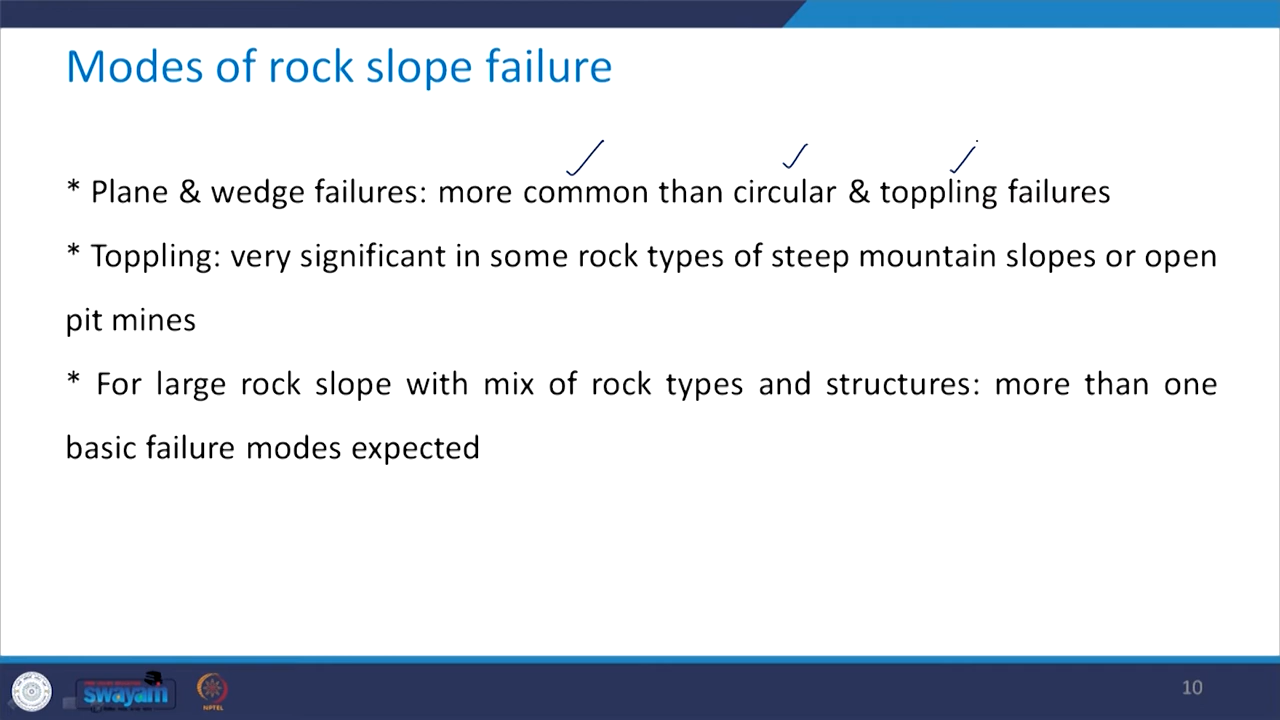 Modes of rock slope failure
* Plane & wedge failures: more common than circular & toppling failures
* Toppling: very significant in some rock types of steep mountain slopes or open
pit mines
* For large rock slope with mix of rock types and structures: more than one
basic failure modes expected
swayam
NPTEL
10